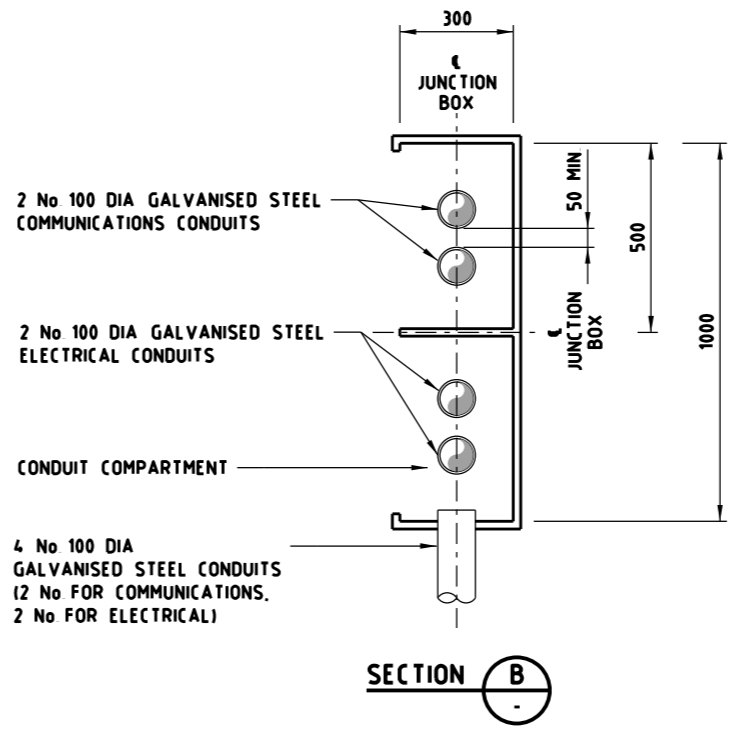 300
℄
JUNCTION
BOX
2 No. 100 DIA GALVANISED STEEL
COMMUNICATIONS CONDUITS
50 MIN
500
1000
℄
JUNCTION
BOX
2 No. 100 DIA GALVANISED STEEL
ELECTRICAL CONDUITS
CONDUIT COMPARTMENT
4 No. 100 DIA
GALVANISED STEEL CONDUITS
(2 No. FOR COMMUNICATIONS,
2 No. FOR ELECTRICAL)
SECTION B
-